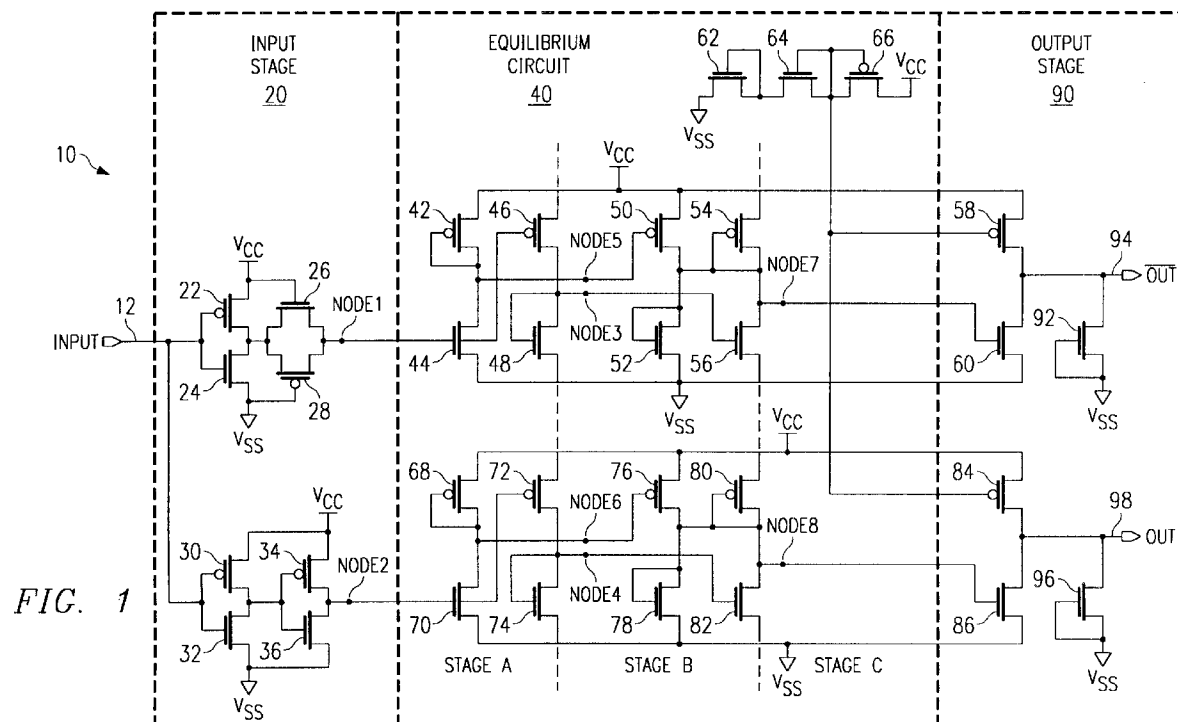 INPUT
STAGE
20
EQUILIBRIUM
CIRCUIT
40
62
64
66
VCC
VSS
OUTPUT
STAGE
90
10
VCC
42
46
50
54
58
NODE5
NODE7
NODE3
94
OUT
VCC
22
26
NODE1
12
INPUT
24
28
VSS
44
48
52
56
60
92
VSS
VSS
VCC
68
72
76
80
84
NODE6
NODE8
NODE4
98
OUT
VCC
30
34
NODE2
32
36
VSS
70
74
78
82
86
96
VSS
VSS
STAGE A
STAGE B
STAGE C
FIG. 1